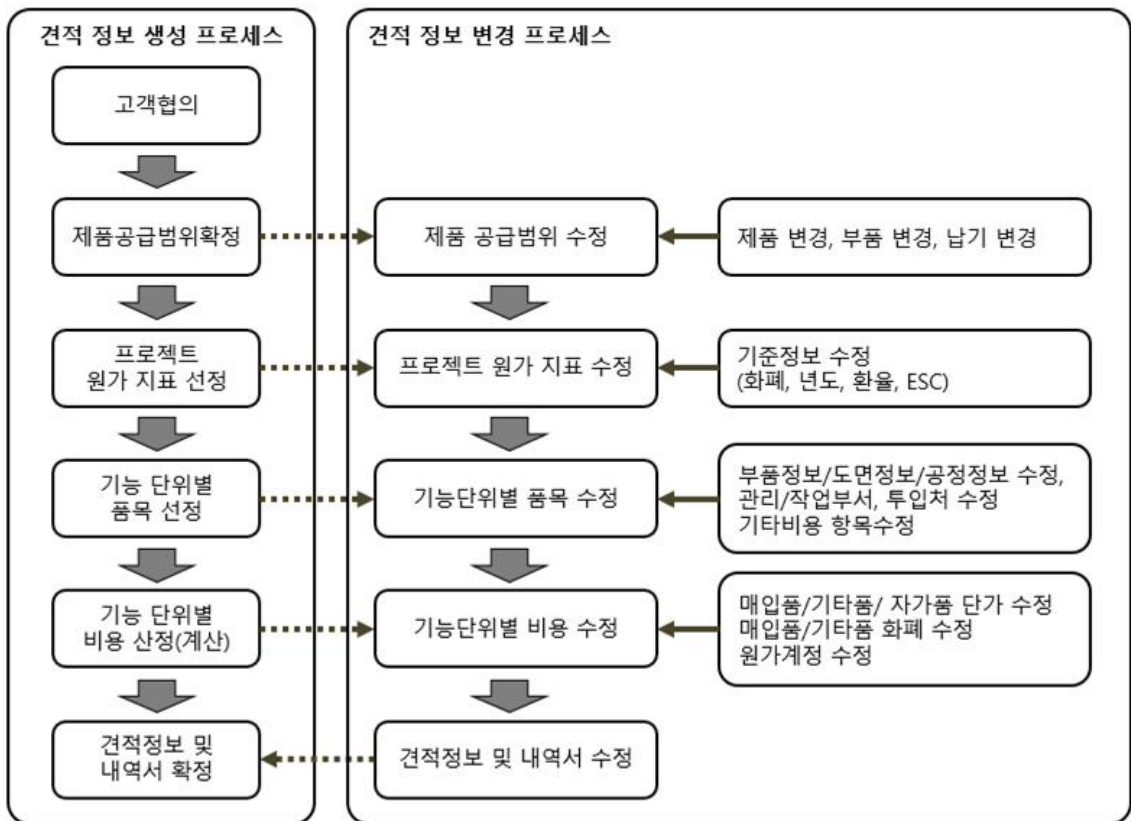 견적 정보 생성 프로세스
고객협의
제품공급범위확정
프로젝트
원가 지표 선정
기능 단위별
품목 선정
기능 단위별
비용 산정(계산)
견적정보 및
내역서 확정
견적 정보 변경 프로세스
제품 공급범위 수정
제품 변경, 부품 변경, 납기 변경
프로젝트 원가 지표 수정
기준정보 수정
(화폐, 년도, 환율, ESC)
기능단위별 품목 수정
부품정보/도면정보/공정정보 수정,
관리/작업부서, 투입처 수정
기타비용 항목수정
기능단위별 비용 수정
매입품/기타품/ 자가품 단가 수정
매입품/기타품 화폐 수정
원가계정 수정
견적정보 및 내역서 수정